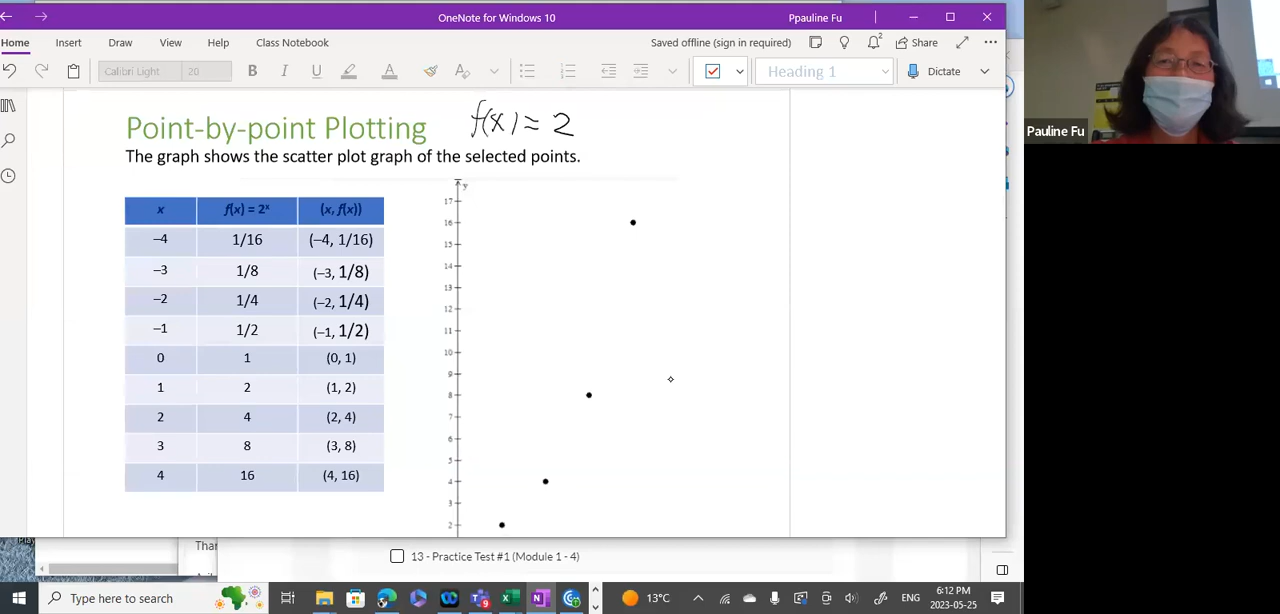 OneNote for Windows 10
Ppauline Fu
Home Insert Draw View Help Class Notebook
Saved offline (sign in required)
Share
Calibri Light 20 B I U A
Heading 1
Dictate
Point-by-point Plotting f(x) = 2
The graph shows the scatter plot graph of the selected points.
x f(x) = 2ˣ (x, f(x))
–4 1/16 (–4, 1/16)
–3 1/8 (–3, 1/8)
–2 1/4 (–2, 1/4)
–1 1/2 (–1, 1/2)
0 1 (0, 1)
1 2 (1, 2)
2 4 (2, 4)
3 8 (3, 8)
4 16 (4, 16)
y
17
16
15
14
13
12
11
10
9
8
7
6
5
4
3
2
Pauline Fu
13 - Practice Test #1 (Module 1 - 4)
Type here to search
13°C
ENG
6:12 PM
2023-05-25